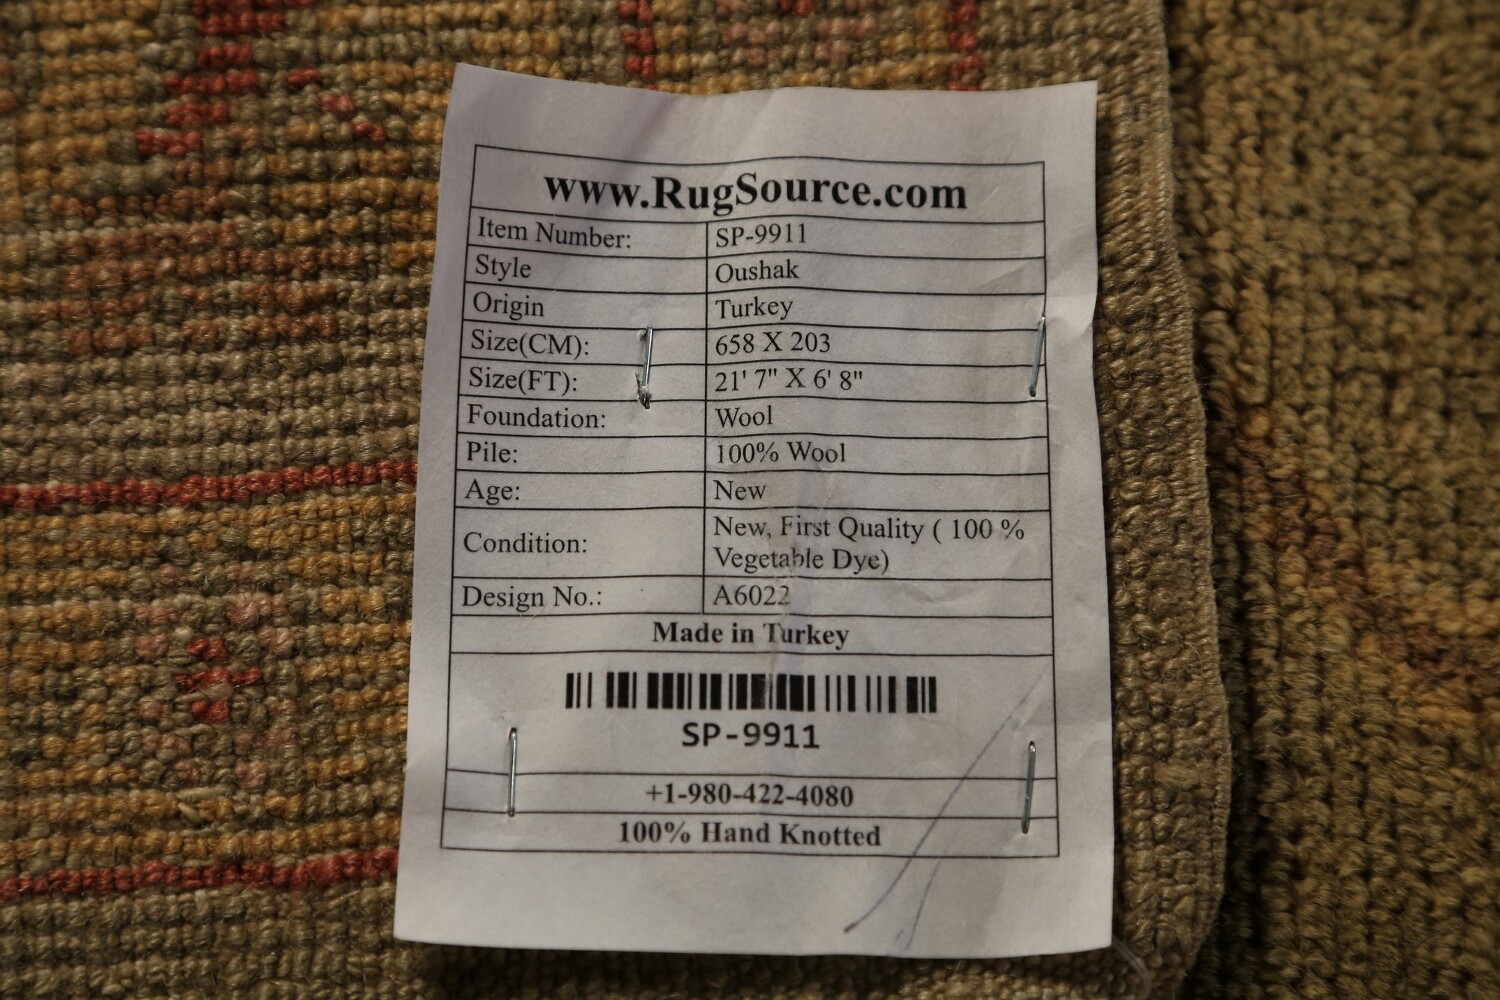 www.RugSource.com
Item Number: SP-9911
Style Oushak
Origin Turkey
Size(CM): 658 X 203
Size(FT): 21' 7" X 6' 8"
Foundation: Wool
Pile: 100% Wool
Age: New
Condition: New, First Quality ( 100 %
Vegetable Dye)
Design No.: A6022
Made in Turkey
SP-9911
+1-980-422-4080
100% Hand Knotted